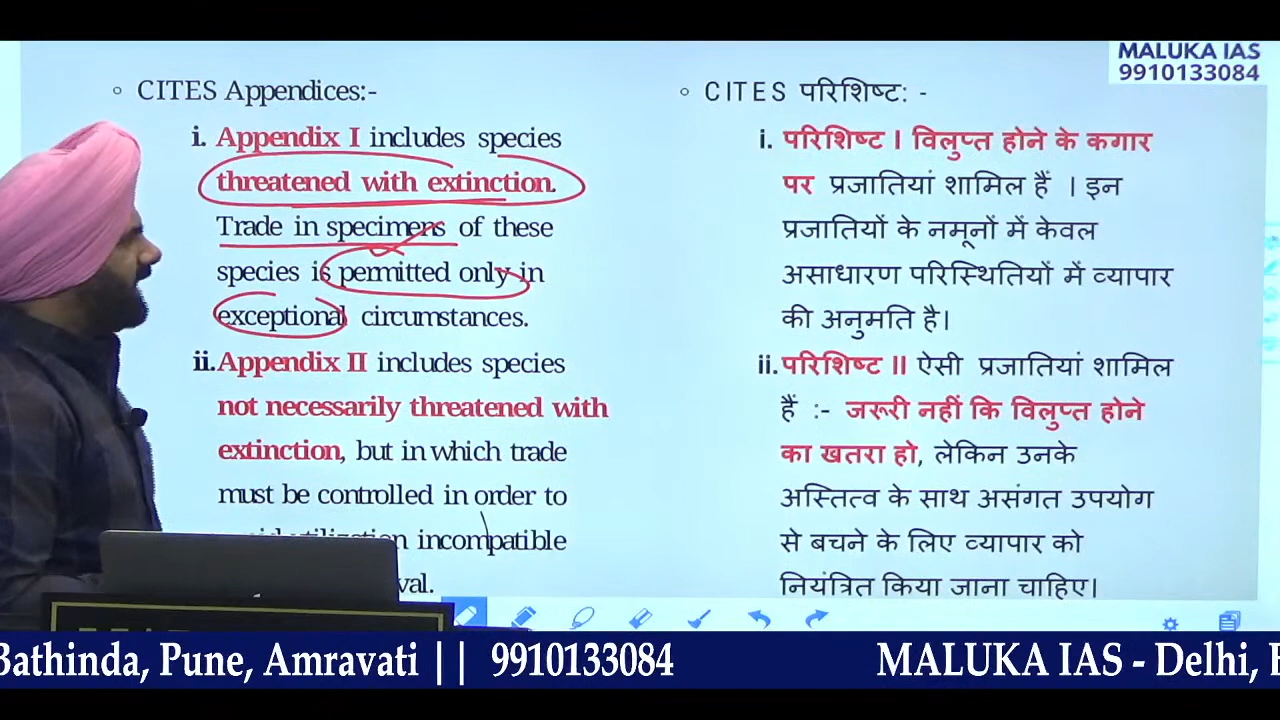 MALUKA IAS
9910133084
◦ CITES Appendices:-
i. Appendix I includes species
threatened with extinction.
Trade in specimens of these
species is permitted only in
exceptional circumstances.
ii. Appendix II includes species
not necessarily threatened with
extinction, but in which trade
must be controlled in order to
incompatible
◦ CITES परिशिष्ट: -
i. परिशिष्ट I विलुप्त होने के कगार
पर प्रजातियां शामिल हैं । इन
प्रजातियों के नमूनों में केवल
असाधारण परिस्थितियों में व्यापार
की अनुमति है।
ii. परिशिष्ट II ऐसी प्रजातियां शामिल
हैं :- जरूरी नहीं कि विलुप्त होने
का खतरा हो, लेकिन उनके
अस्तित्व के साथ असंगत उपयोग
से बचने के लिए व्यापार को
नियंत्रित किया जाना चाहिए।
Bathinda, Pune, Amravati || 9910133084 MALUKA IAS - Delhi,